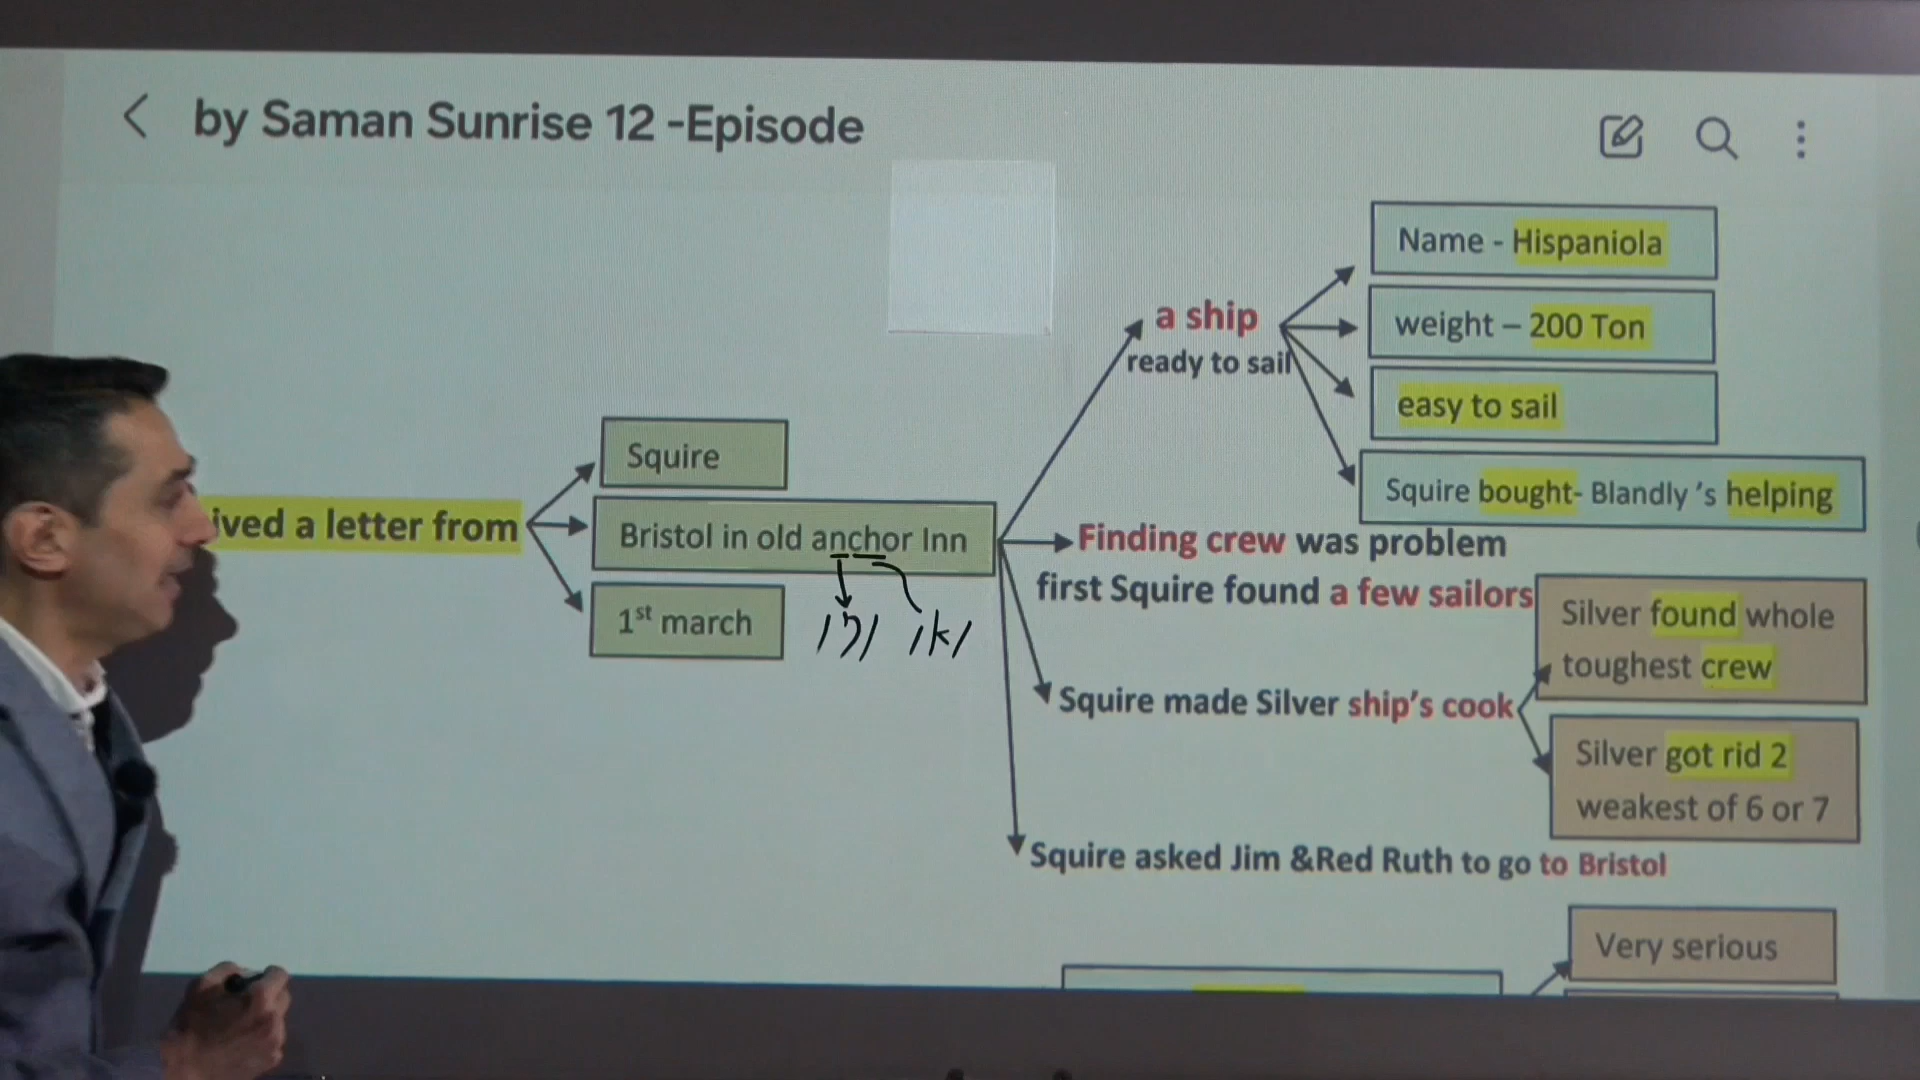 by Saman Sunrise 12 -Episode
Name - Hispaniola
weight – 200 Ton
easy to sail
Squire bought- Blandly 's helping
a ship
ready to sail
ived a letter from
Squire
Bristol in old anchor Inn
1st march
/ŋ/ /k/
Finding crew was problem
first Squire found a few sailors
Squire made Silver ship's cook
Silver found whole
toughest crew
Silver got rid 2
weakest of 6 or 7
Squire asked Jim &Red Ruth to go to Bristol
Very serious